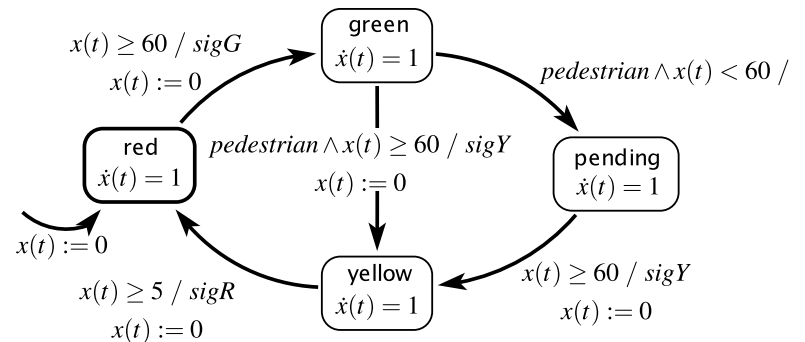 green
ẋ(t) = 1
x(t) ≥ 60 / sigG
x(t) := 0
pedestrian ∧ x(t) < 60 /
red
ẋ(t) = 1
pedestrian ∧ x(t) ≥ 60 / sigY
x(t) := 0
pending
ẋ(t) = 1
x(t) := 0
yellow
ẋ(t) = 1
x(t) ≥ 5 / sigR
x(t) := 0
x(t) ≥ 60 / sigY
x(t) := 0